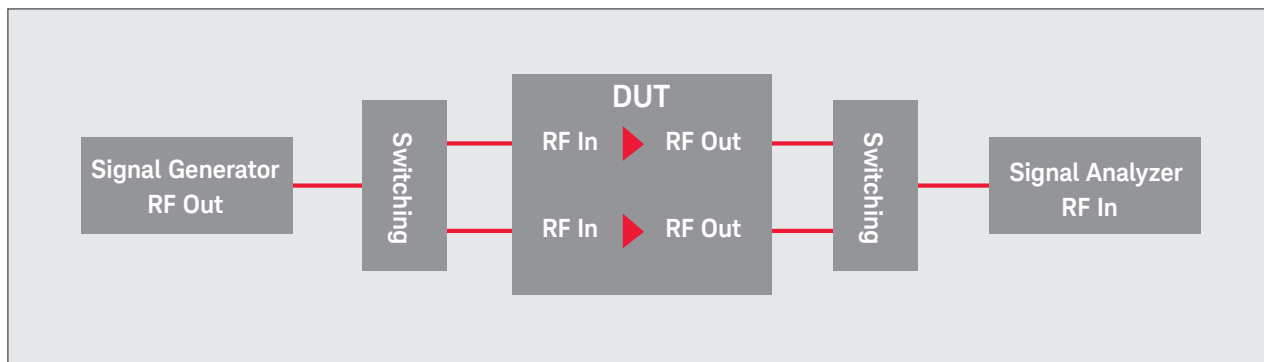 Signal Generator
RF Out
Switching
DUT
RF In
RF Out
RF In
RF Out
Switching
Signal Analyzer
RF In